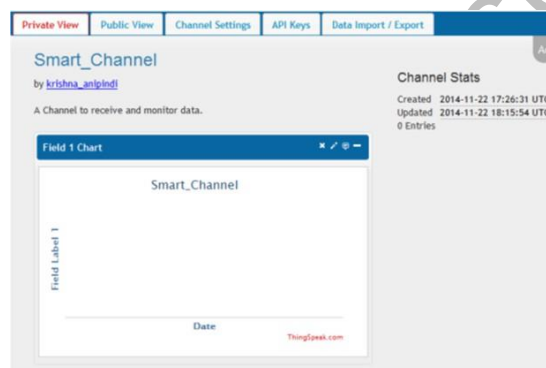 Private View Public View Channel Settings API Keys Data Import / Export
Smart_Channel
by krishna_anipindi
A Channel to receive and monitor data.
Channel Stats
Created 2014-11-22 17:26:31 UTC
Updated 2014-11-22 18:15:54 UTC
0 Entries
Field 1 Chart
Smart_Channel
Field Label 1
Date
ThingSpeak.com